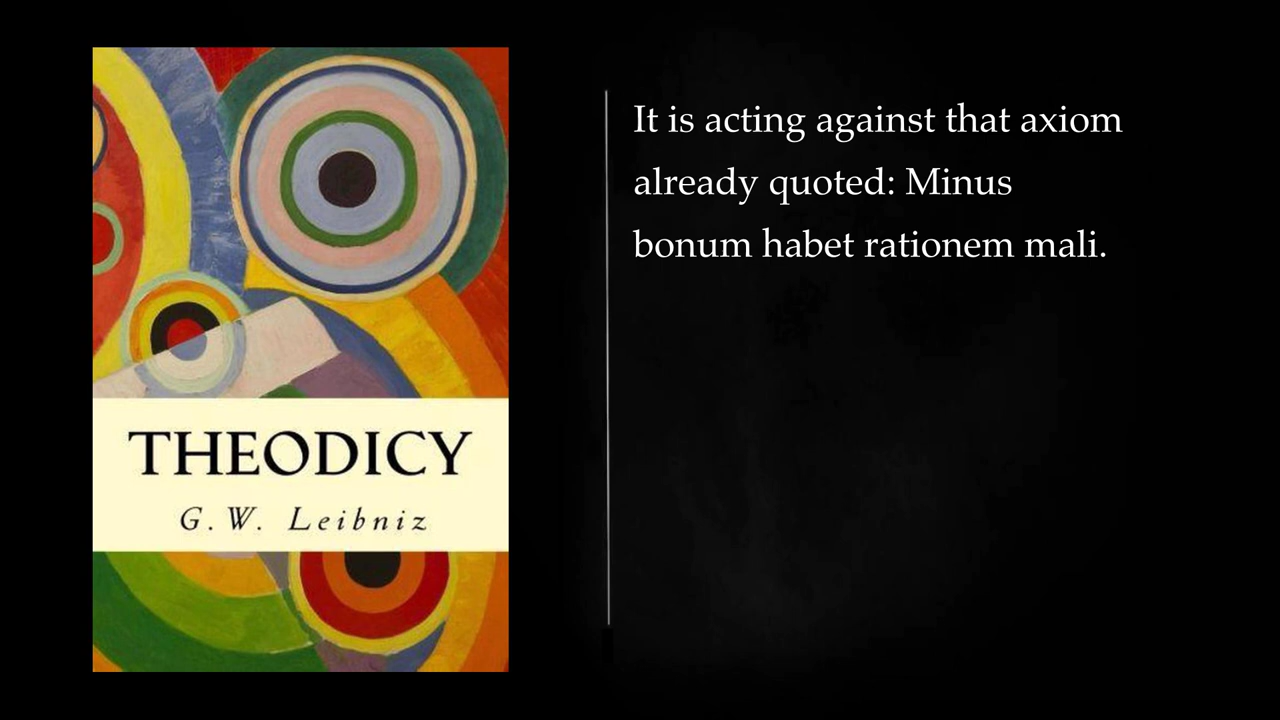 THEODICY
G. W. Leibniz
It is acting against that axiom
already quoted: Minus
bonum habet rationem mali.